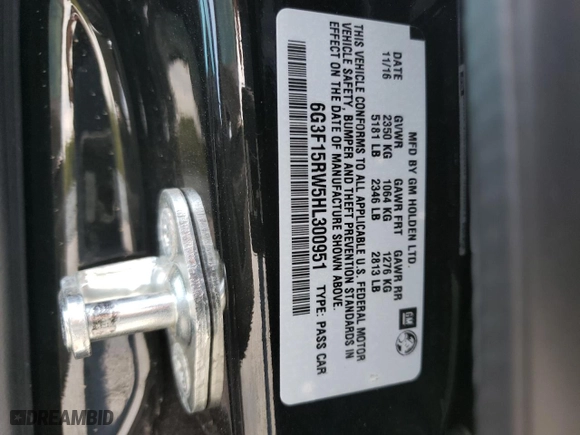 MFD BY GM HOLDEN LTD.
DATE GVWR GAWR FRT GAWR RR
11/16 2350 KG 1064 KG 1276 KG
5181 LB 2346 LB 2813 LB
THIS VEHICLE CONFORMS TO ALL APPLICABLE U.S. FEDERAL MOTOR
VEHICLE SAFETY, BUMPER AND THEFT PREVENTION STANDARDS IN
EFFECT ON THE DATE OF MANUFACTURE SHOWN ABOVE.
6G3F15RW5HL300951 TYPE: PASS CAR
GM
DREAMBID